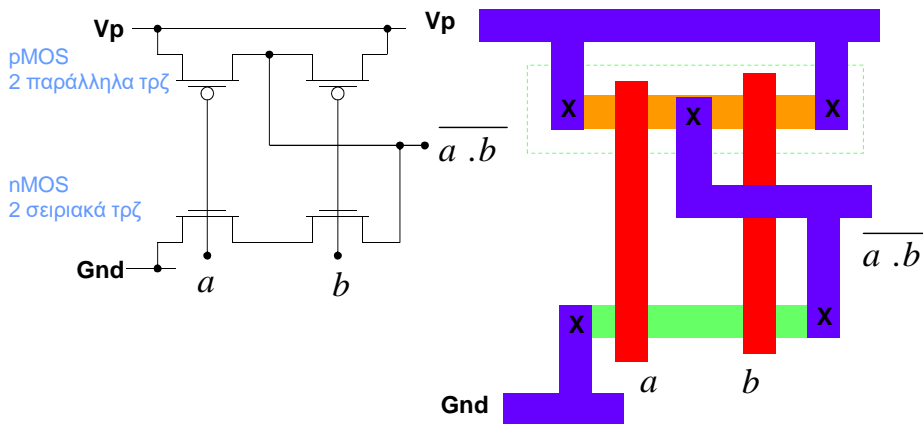 Vp
pMOS
2 παράλληλα τρζ
a .b
nMOS
2 σειριακά τρζ
Gnd
a
b
Vp
X
X
X
a .b
X
X
a
b
Gnd